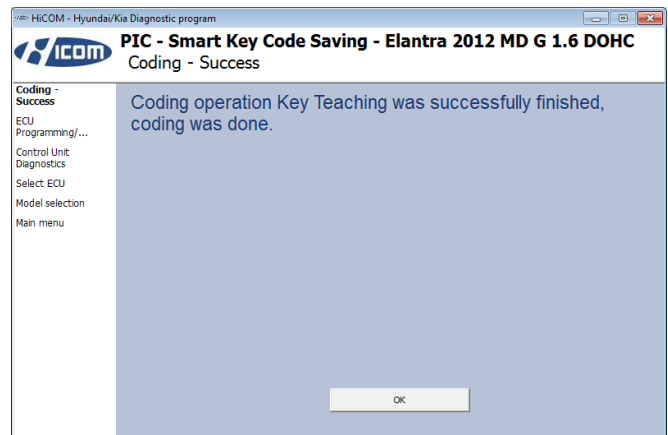 HiCOM - Hyundai/Kia Diagnostic program
HICOM
PIC - Smart Key Code Saving - Elantra 2012 MD G 1.6 DOHC
Coding - Success
Coding -
Success
ECU
Programming/...
Control Unit
Diagnostics
Select ECU
Model selection
Main menu
Coding operation Key Teaching was successfully finished,
coding was done.
OK